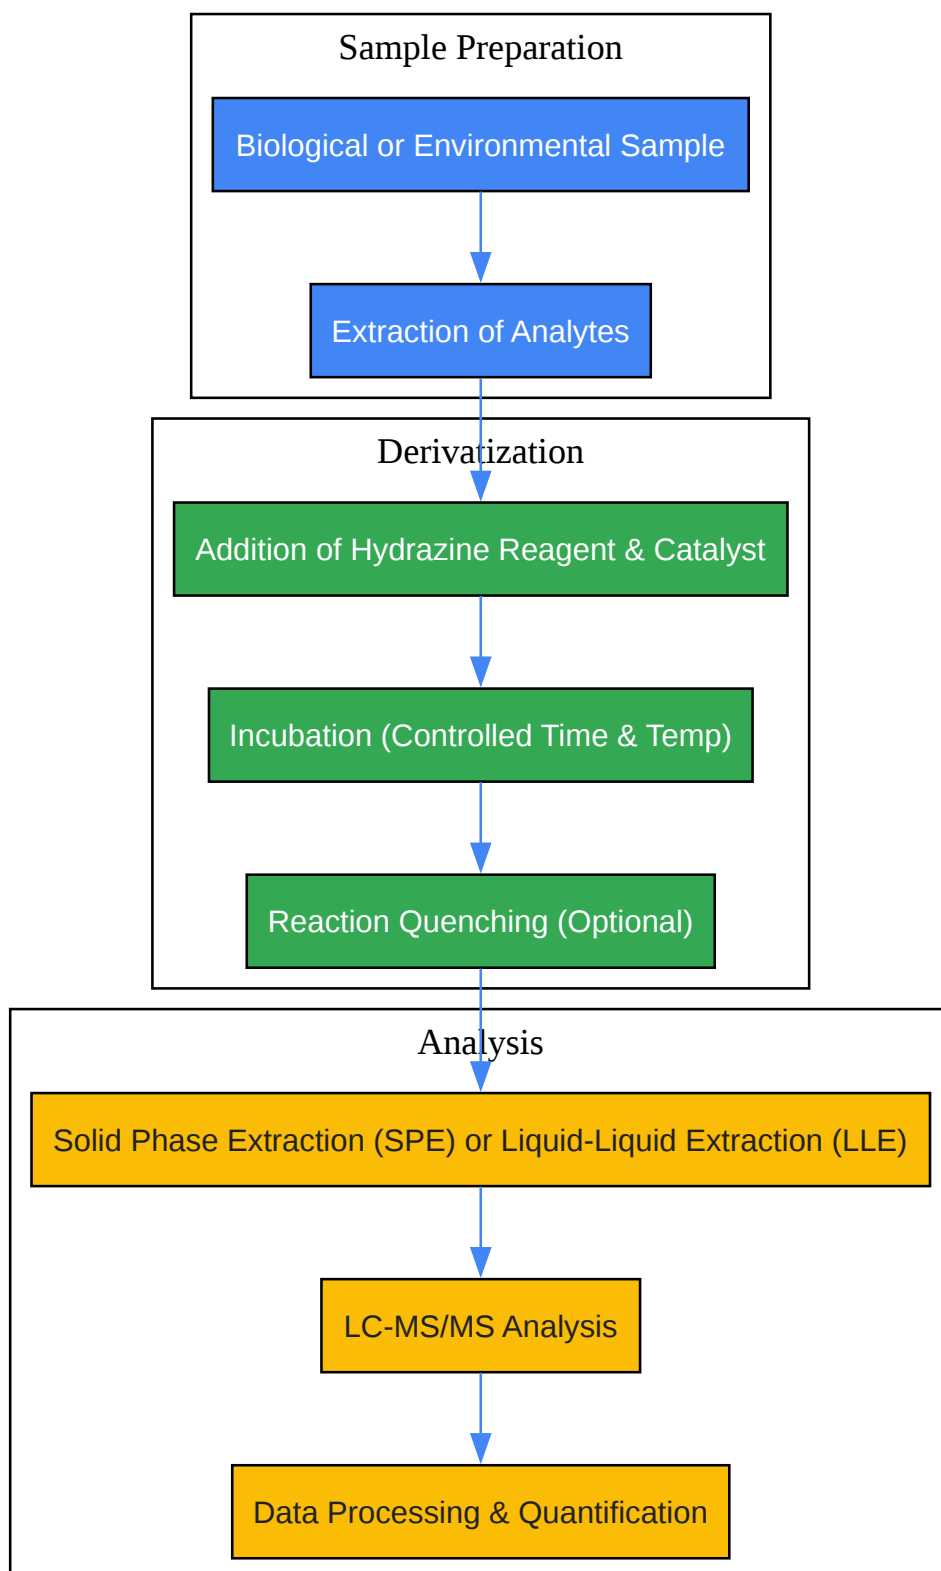 Sample Preparation
Biological or Environmental Sample
Extraction of Analytes
Derivatization
Addition of Hydrazine Reagent & Catalyst
Incubation (Controlled Time & Temp)
Reaction Quenching (Optional)
Analysis
Solid Phase Extraction (SPE) or Liquid-Liquid Extraction (LLE)
LC-MS/MS Analysis
Data Processing & Quantification